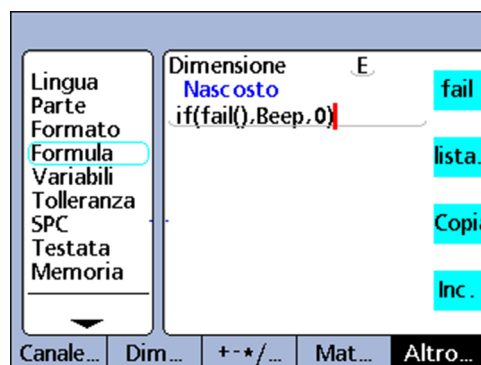 Lingua
Parte
Formato
Formula
Variabili
Tolleranza
SPC
Testata
Memoria
Dimensione E
Nascosto
if(fail(),Beep,0)
fail
lista.
Copia
Inc.
Canale... Dim... +-*/... Mat... Altro...